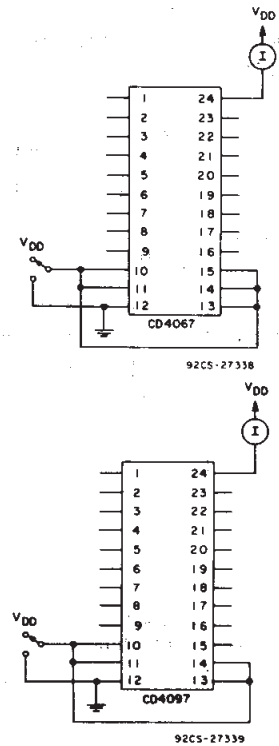 VDD
I
1 24
2 23
3 22
4 21
5 20
6 19
7 18
8 17
9 16
VDD
10 15
11 14
12 13
CD4067
92CS-27338
VDD
I
1 24
2 23
3 22
4 21
5 20
6 19
7 18
8 17
9 16
VDD
10 15
11 14
12 13
CD4097
92CS-27339